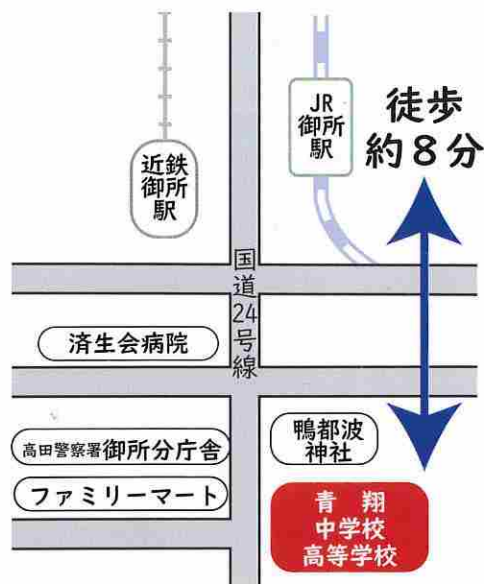 JR
御所
駅
徒歩
約8分
近鉄
御所
駅
国道24号線
済生会病院
鴨都波
神社
高田警察署御所分庁舎
ファミリーマート
青 翔
中学校
高等学校